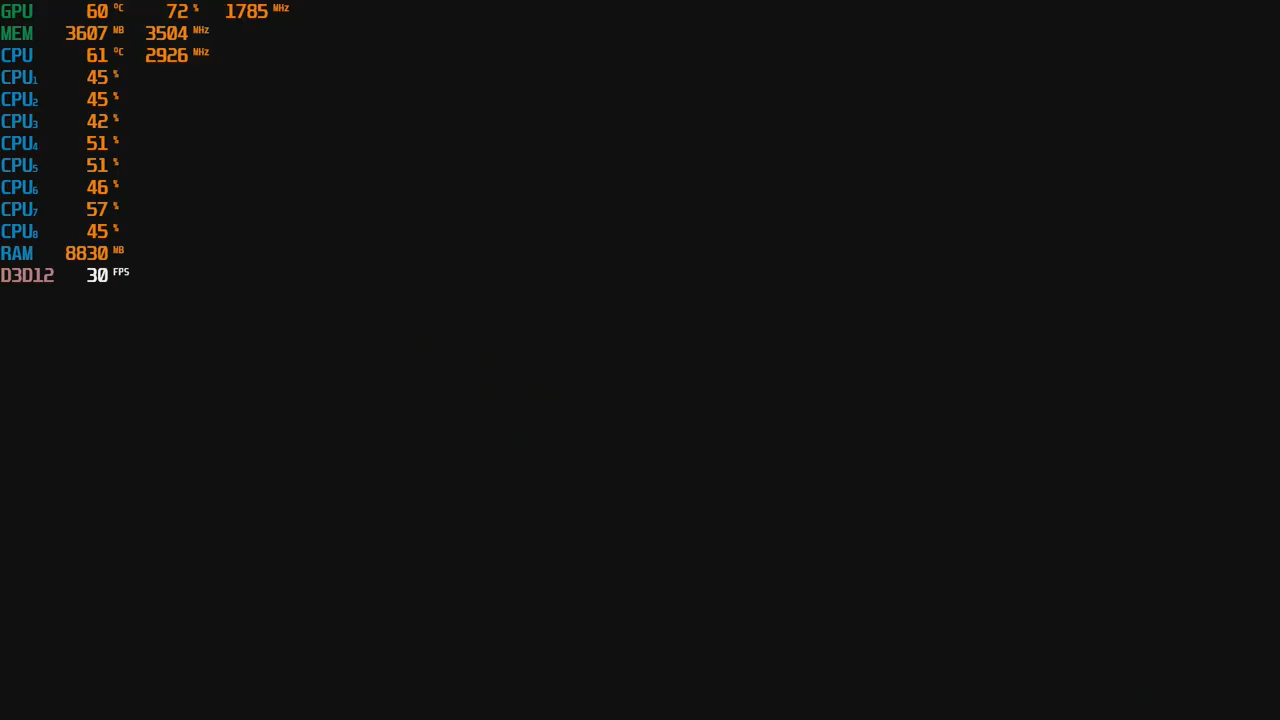 GPU 60 °C 72 % 1785 MHz
MEM 3607 MB 3504 MHz
CPU 61 °C 2926 MHz
CPU1 45 %
CPU2 45 %
CPU3 42 %
CPU4 51 %
CPU5 51 %
CPU6 46 %
CPU7 57 %
CPU8 45 %
RAM 8830 MB
D3D12 30 FPS